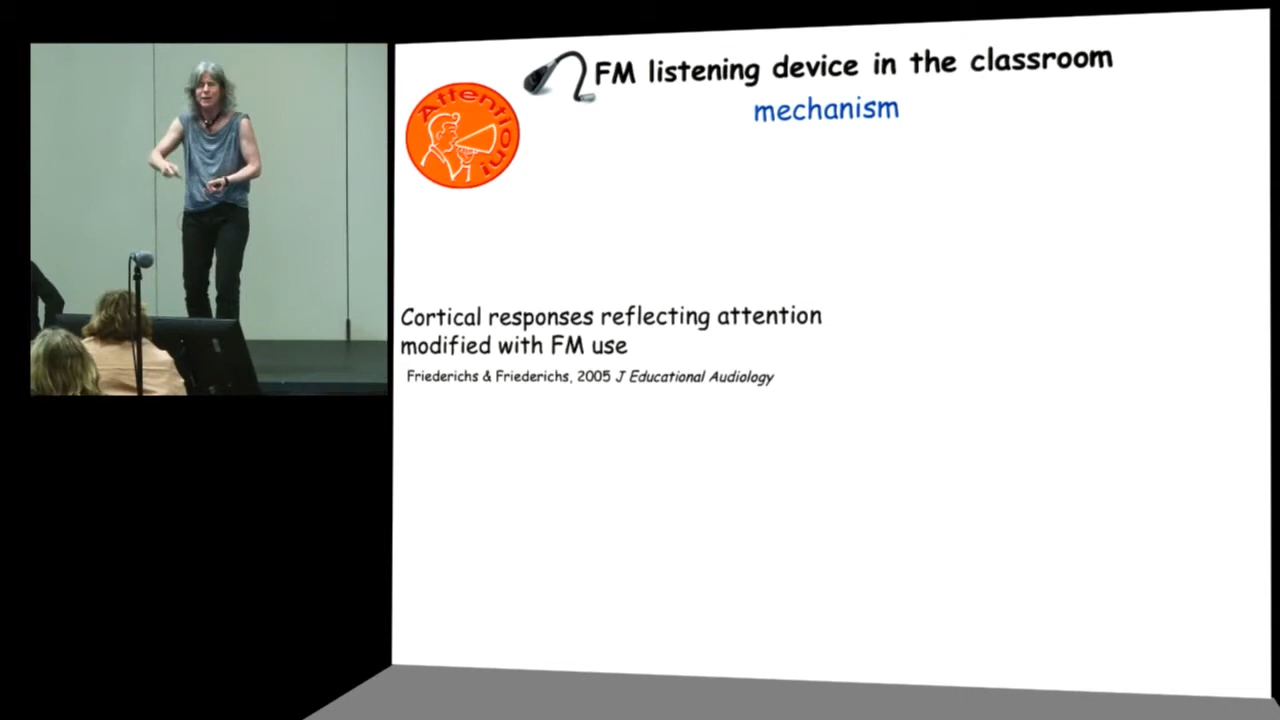 FM listening device in the classroom
mechanism
Attention!
Cortical responses reflecting attention
modified with FM use
Friederichs & Friederichs, 2005 J Educational Audiology